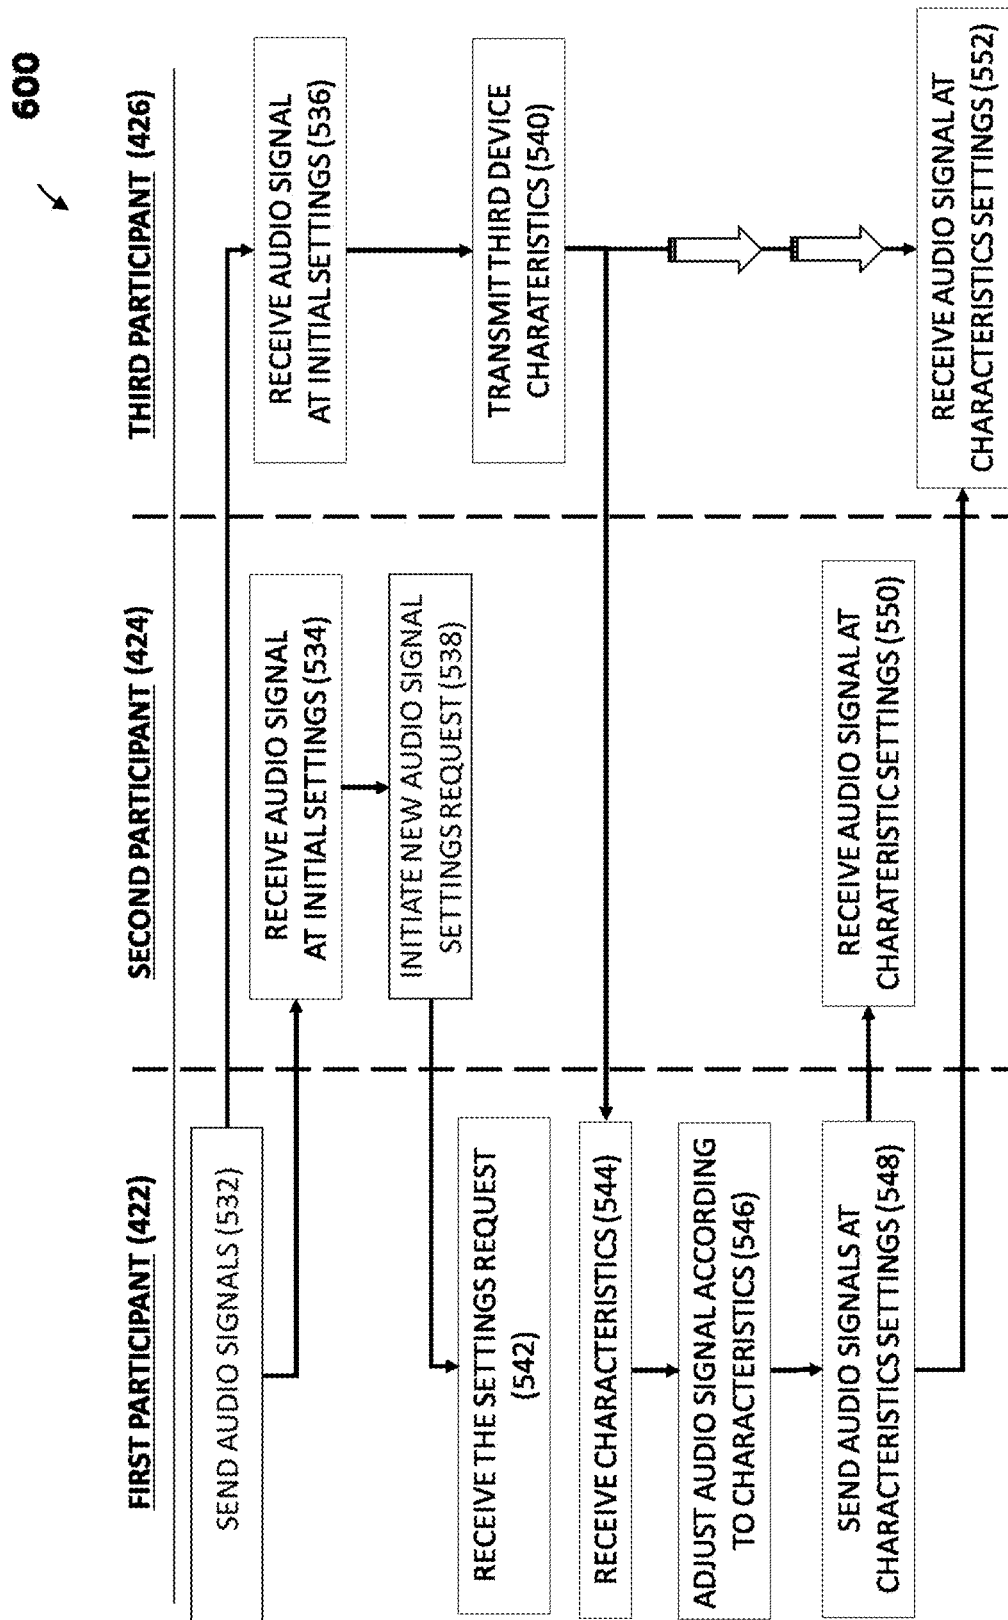 600
FIRST PARTICIPANT (422)
SECOND PARTICIPANT (424)
THIRD PARTICIPANT (426)
SEND AUDIO SIGNALS (532)
RECEIVE AUDIO SIGNAL
AT INITIAL SETTINGS (534)
RECEIVE AUDIO SIGNAL
AT INITIAL SETTINGS (536)
INITIATE NEW AUDIO SIGNAL
SETTINGS REQUEST (538)
TRANSMIT THIRD DEVICE
CHARATERISTICS (540)
RECEIVE THE SETTINGS REQUEST
(542)
RECEIVE CHARACTERISTICS (544)
ADJUST AUDIO SIGNAL ACCORDING
TO CHARACTERISTICS (546)
SEND AUDIO SIGNALS AT
CHARACTERISTICS SETTINGS (548)
RECEIVE AUDIO SIGNAL AT
CHARATERISTIC SETTINGS (550)
RECEIVE AUDIO SIGNAL AT
CHARACTERISTICS SETTINGS (552)